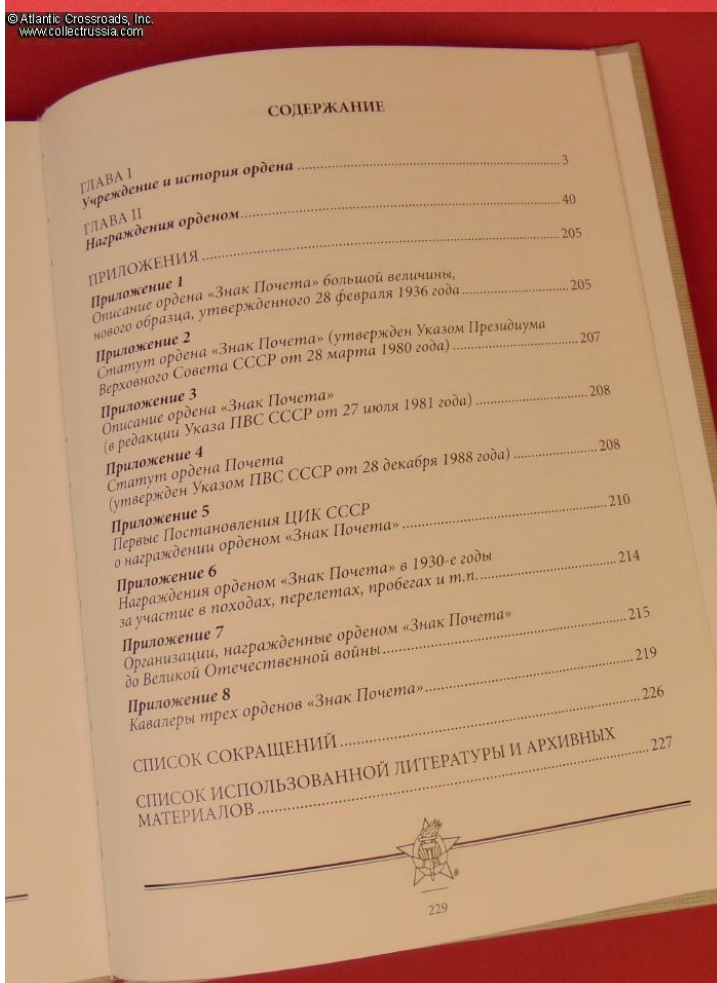 © Atlantic Crossroads, Inc.
www.collectrussia.com
СОДЕРЖАНИЕ
ГЛАВА I
Учреждение и история ордена ..... 3
ГЛАВА II
Награждения орденом ..... 40
ПРИЛОЖЕНИЯ ..... 205
Приложение 1
Описание ордена «Знак Почета» большой величины,
нового образца, утвержденного 28 февраля 1936 года ..... 205
Приложение 2
Статут ордена «Знак Почета» (утвержден Указом Президиума
Верховного Совета СССР от 28 марта 1980 года) ..... 207
Приложение 3
Описание ордена «Знак Почета»
(в редакции Указа ПВС СССР от 27 июля 1981 года) ..... 208
Приложение 4
Статут ордена Почета
(утвержден Указом ПВС СССР от 28 декабря 1988 года) ..... 208
Приложение 5
Первые Постановления ЦИК СССР
о награждении орденом «Знак Почета» ..... 210
Приложение 6
Награждения орденом «Знак Почета» в 1930-е годы
за участие в походах, перелетах, пробегах и т.п. ..... 214
Приложение 7
Организации, награжденные орденом «Знак Почета»
до Великой Отечественной войны ..... 215
Приложение 8
Кавалеры трех орденов «Знак Почета» ..... 219
СПИСОК СОКРАЩЕНИЙ ..... 226
СПИСОК ИСПОЛЬЗОВАННОЙ ЛИТЕРАТУРЫ И АРХИВНЫХ
МАТЕРИАЛОВ ..... 227
229